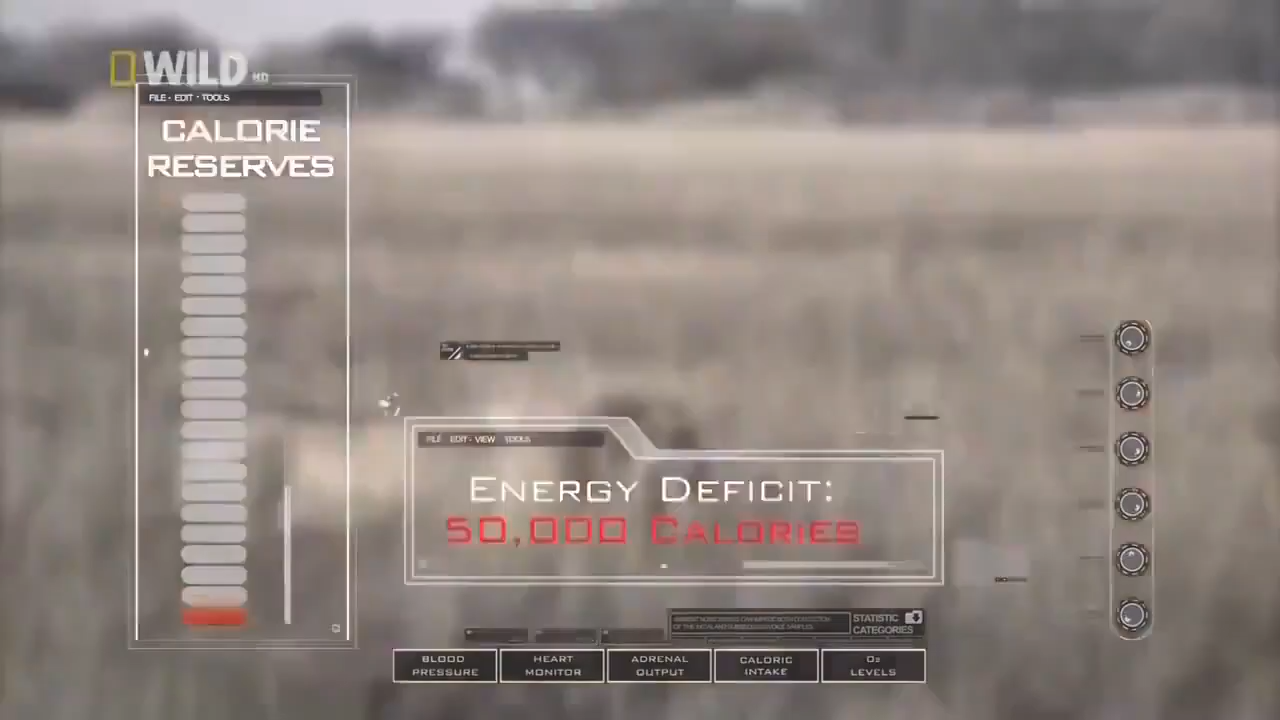 WILD HD
FILE - EDIT - TOOLS
CALORIE
RESERVES
FILE EDIT - VIEW TOOLS
ENERGY DEFICIT:
50,000 CALORIES
STATISTIC
CATEGORIES
BLOOD
PRESSURE
HEART
MONITOR
ADRENAL
OUTPUT
CALORIC
INTAKE
O2
LEVELS